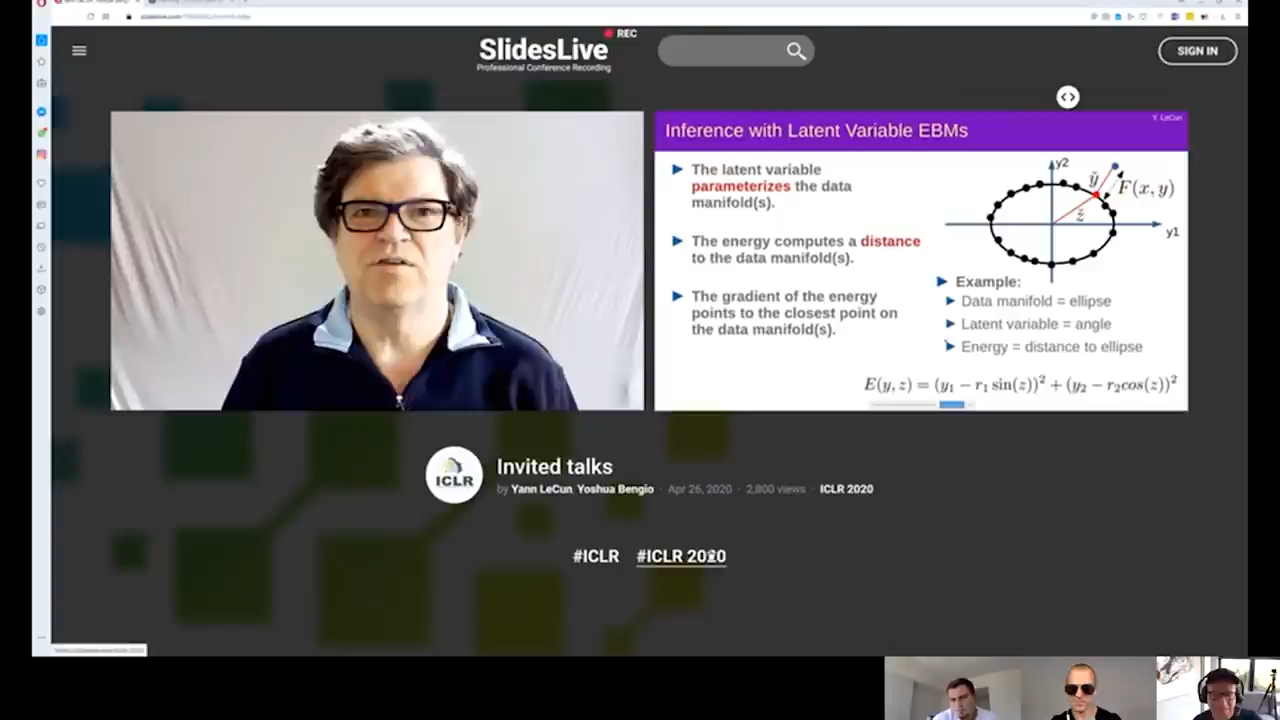 REC
SlidesLive
Professional Conference Recording
SIGN IN
Y. LeCun
Inference with Latent Variable EBMs
The latent variable
parameterizes the data
manifold(s).
The energy computes a distance
to the data manifold(s).
The gradient of the energy
points to the closest point on
the data manifold(s).
y2
y̌
F(x, y)
ž
y1
Example:
Data manifold = ellipse
Latent variable = angle
Energy = distance to ellipse
E(y, z) = (y₁ − r₁ sin(z))² + (y₂ − r₂cos(z))²
ICLR
Invited talks
by Yann LeCun, Yoshua Bengio · Apr 26, 2020 · 2,800 views · ICLR 2020
#ICLR #ICLR 2020